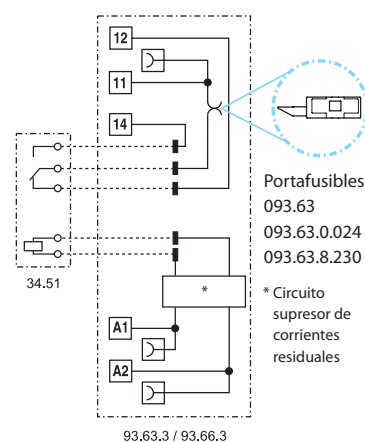 12
11
14
34.51
*
A1
A2
93.63.3 / 93.66.3
Portafusibles
093.63
093.63.0.024
093.63.8.230
* Circuito
supresor de
corrientes
residuales